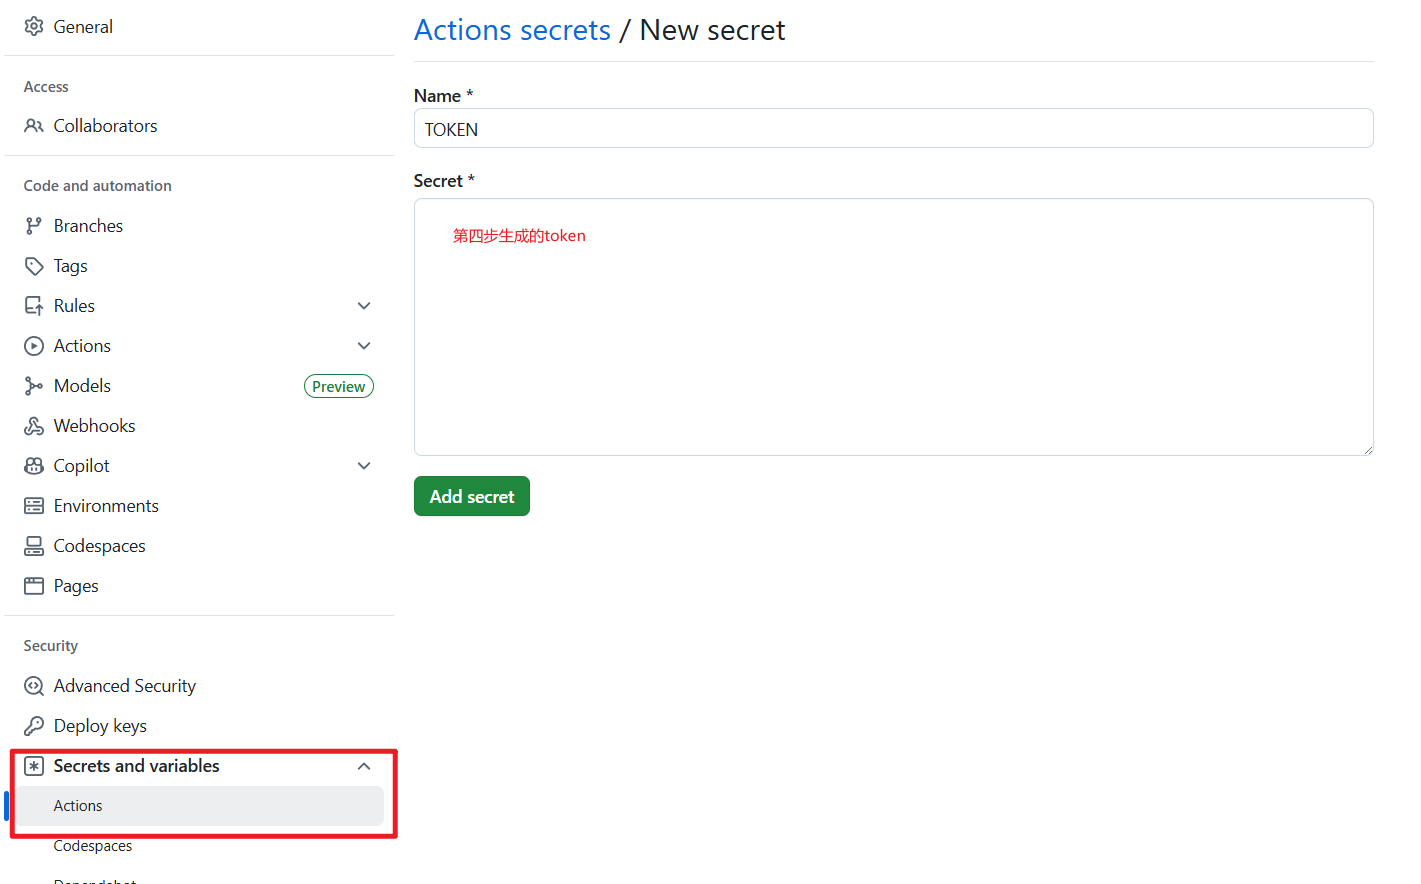 General
Access
Collaborators
Code and automation
Branches
Tags
Rules
Actions
Models Preview
Webhooks
Copilot
Environments
Codespaces
Pages
Security
Advanced Security
Deploy keys
Secrets and variables
Actions
Codespaces
Dependabot
Actions secrets / New secret
Name *
TOKEN
Secret *
第四步生成的token
Add secret